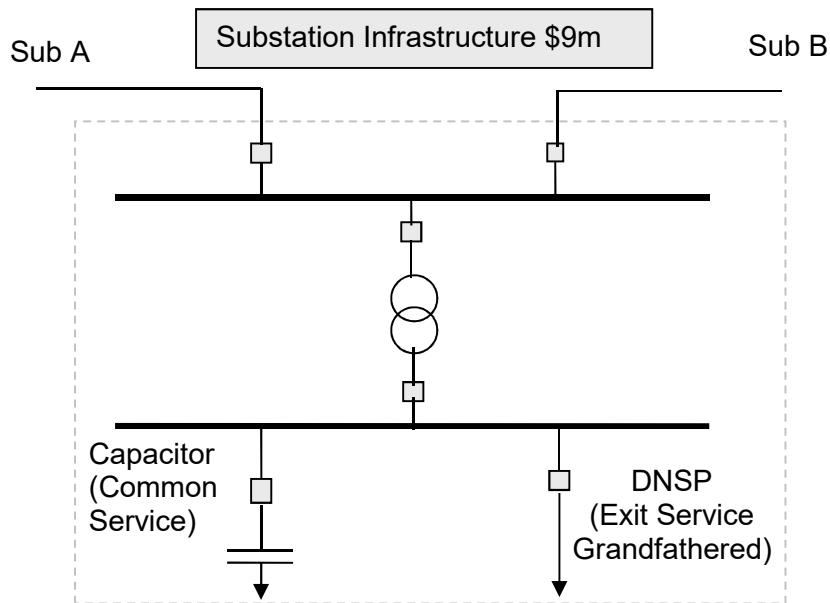 Substation Infrastructure $9m
Sub A
Sub B
Capacitor
(Common
Service)
DNSP
(Exit Service
Grandfathered)